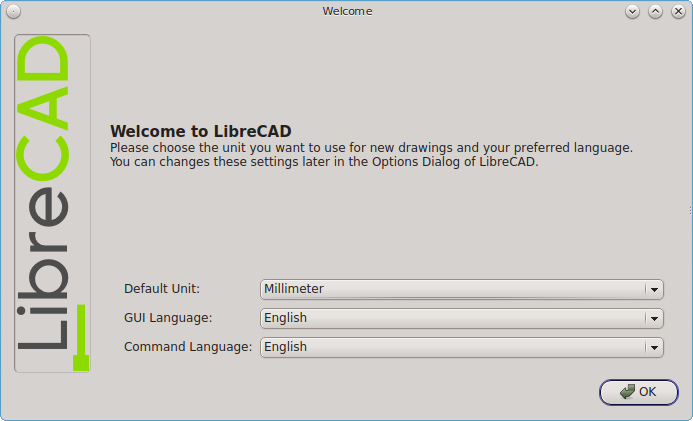 Welcome
LibreCAD
Welcome to LibreCAD
Please choose the unit you want to use for new drawings and your preferred language.
You can changes these settings later in the Options Dialog of LibreCAD.
Default Unit: Millimeter
GUI Language: English
Command Language: English
OK